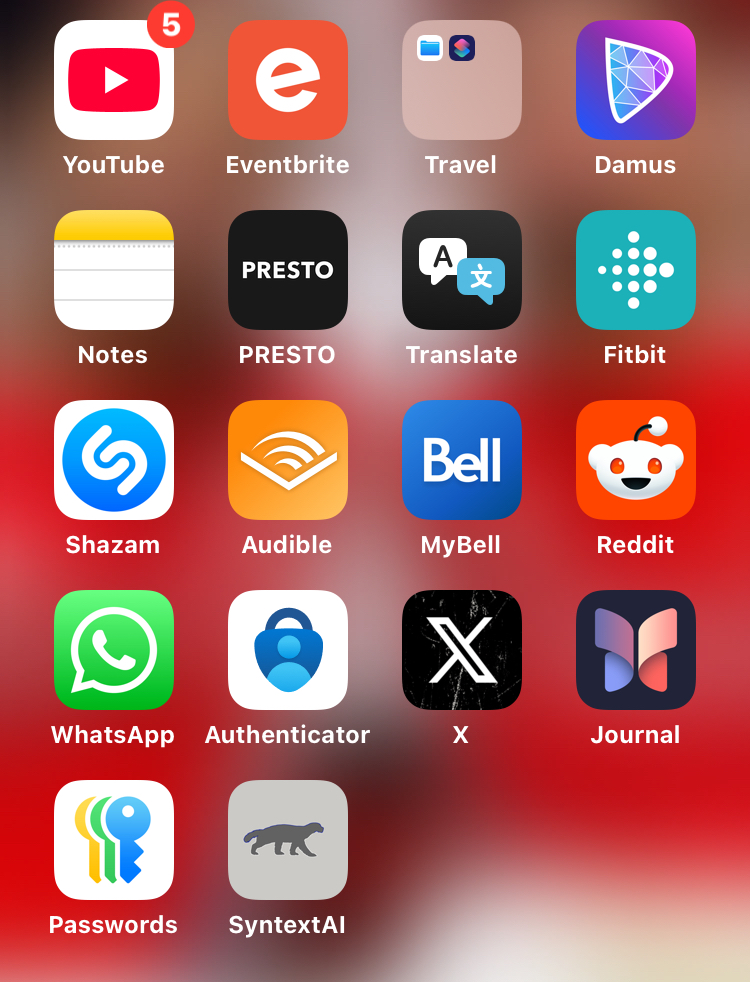 5
YouTube
Eventbrite
Travel
Damus
Notes
PRESTO
PRESTO
A
文
Translate
Fitbit
Shazam
Audible
Bell
MyBell
Reddit
WhatsApp
Authenticator
X
Journal
Passwords
SyntextAI